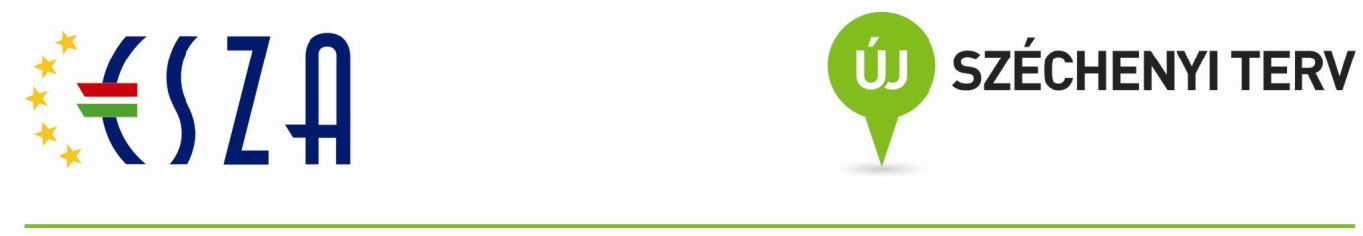 ESZA
ÚJ SZÉCHENYI TERV